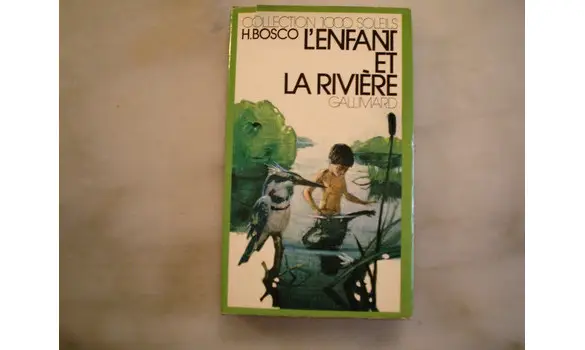 COLLECTION 1000 SOLEILS
H.BOSCO L'ENFANT
ET
LA RIVIÈRE
GALLIMARD